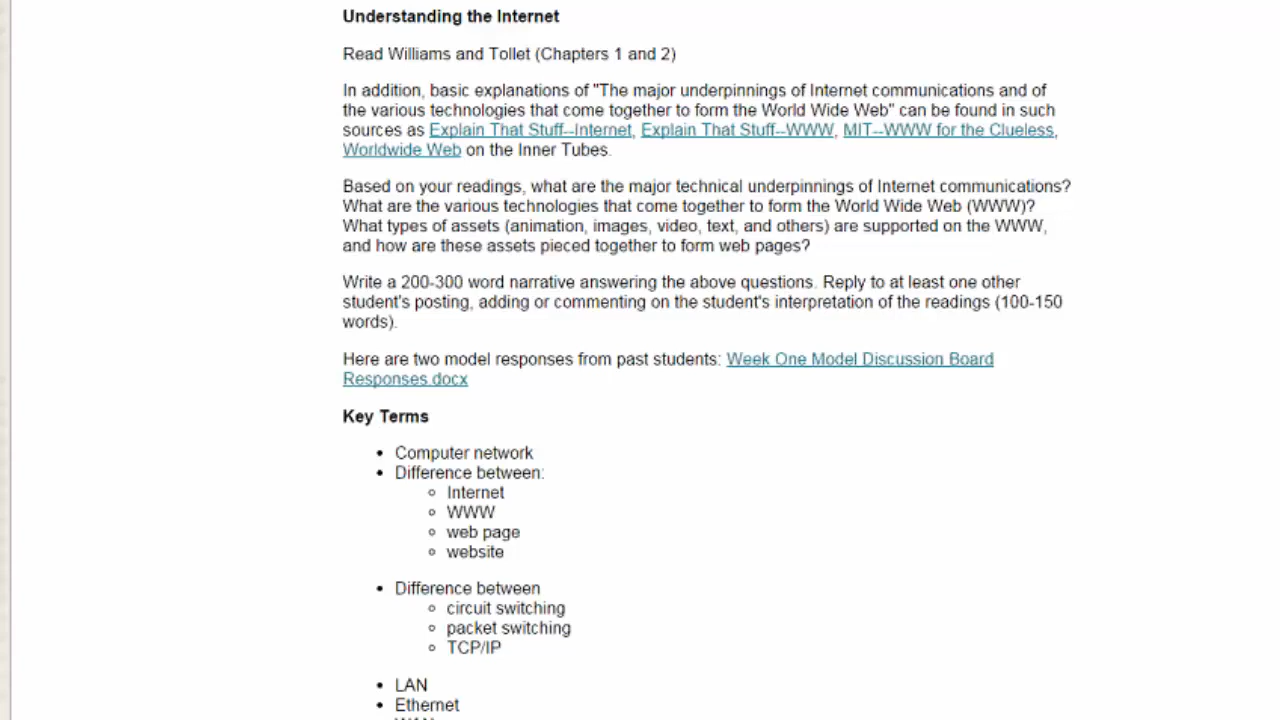 Understanding the Internet
Read Williams and Tollet (Chapters 1 and 2)
In addition, basic explanations of "The major underpinnings of Internet communications and of
the various technologies that come together to form the World Wide Web" can be found in such
sources as Explain That Stuff--Internet, Explain That Stuff--WWW, MIT--WWW for the Clueless,
Worldwide Web on the Inner Tubes.
Based on your readings, what are the major technical underpinnings of Internet communications?
What are the various technologies that come together to form the World Wide Web (WWW)?
What types of assets (animation, images, video, text, and others) are supported on the WWW,
and how are these assets pieced together to form web pages?
Write a 200-300 word narrative answering the above questions. Reply to at least one other
student's posting, adding or commenting on the student's interpretation of the readings (100-150
words).
Here are two model responses from past students: Week One Model Discussion Board
Responses.docx
Key Terms
• Computer network
• Difference between:
○ Internet
○ WWW
○ web page
○ website
• Difference between
○ circuit switching
○ packet switching
○ TCP/IP
• LAN
• Ethernet